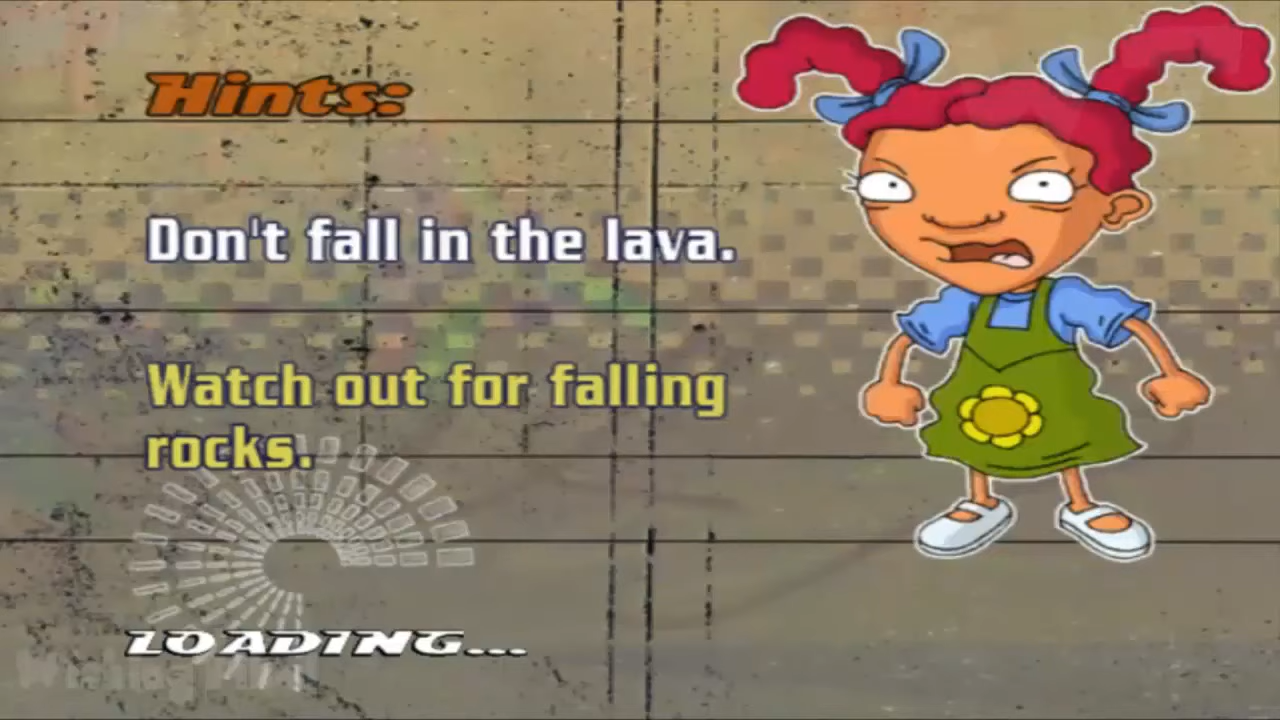 Hints:
Don't fall in the lava.
Watch out for falling
rocks.
LOADING...